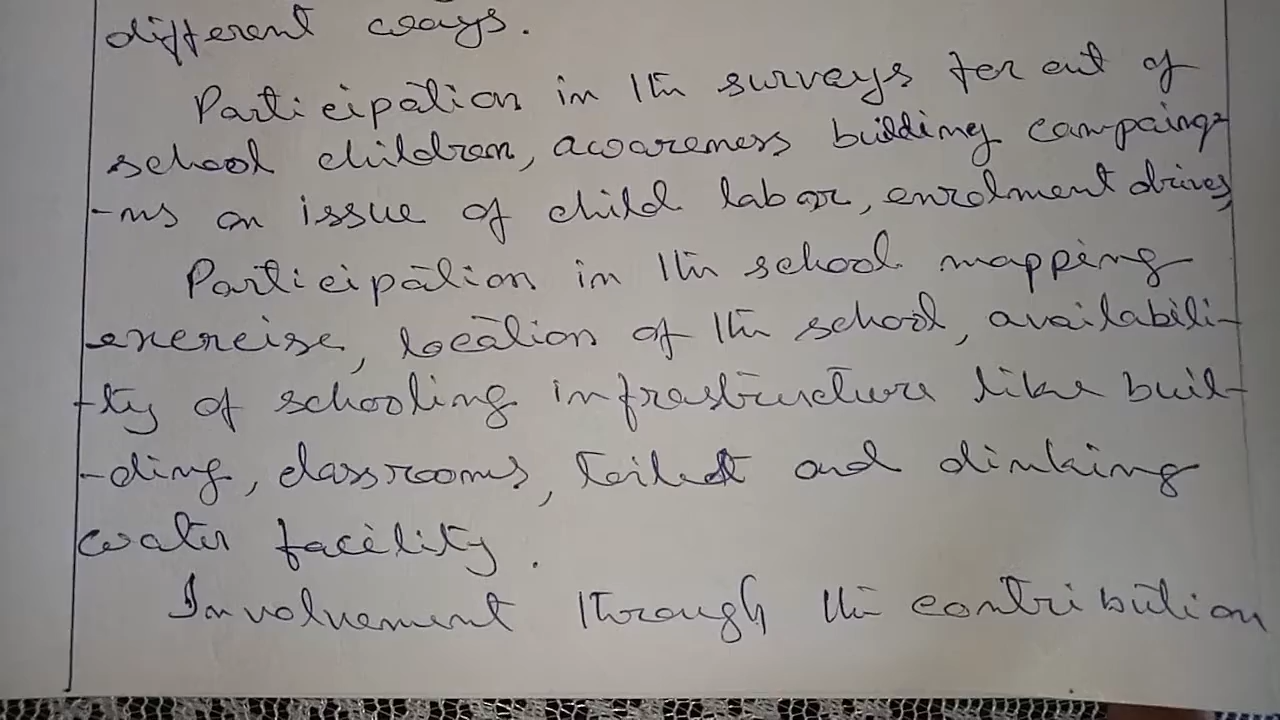 different ways.
Participation in the surveys for out of
school children, awareness building campaing-
-ns on issue of child labor, enrolment drives,
Participation in the school mapping
exercise, location of the school, availabili-
-ty of schooling infrastructure like buil-
-ding, classrooms, toilet and dinking
water facility.
Involvement through the contribution